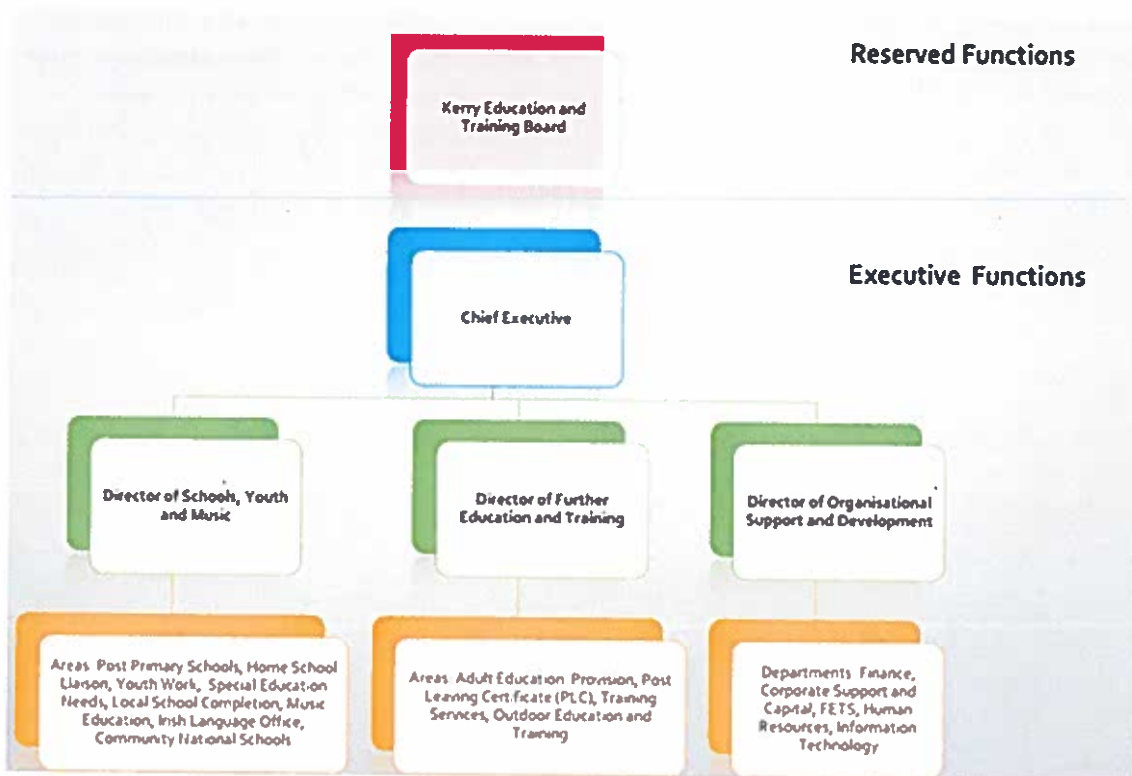 Reserved Functions
Kerry Education and
Training Board
Executive Functions
Chief Executive
Director of Schools, Youth
and Music
Director of Further
Education and Training
Director of Organisational
Support and Development
Areas Post Primary Schools, Home School
Liaison, Youth Work, Special Education
Needs, Local School Completion, Music
Education, Irish Language Office,
Community National Schools
Areas Adult Education Provision, Post
Leaving Certificate (PLC), Training
Services, Outdoor Education and
Training
Departments Finance,
Corporate Support and
Capital, FETS, Human
Resources, Information
Technology